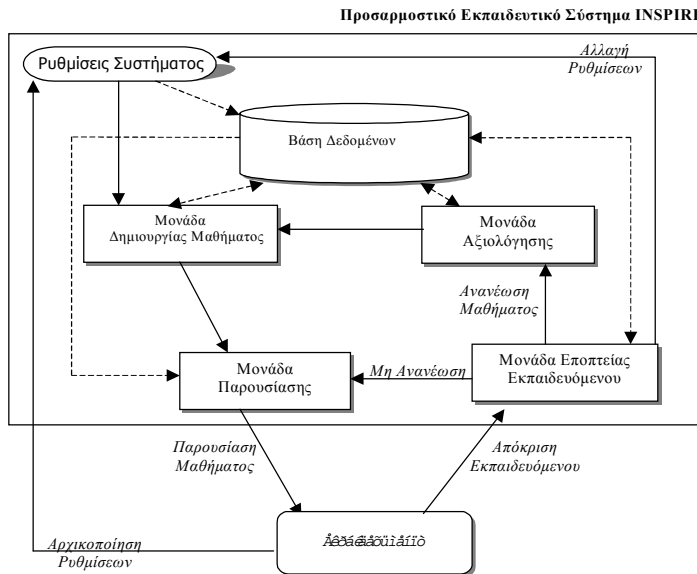 Προσαρμοστικό Εκπαιδευτικό Σύστημα INSPIRE
Ρυθμίσεις Συστήματος
Αλλαγή
Ρυθμίσεων
Βάση Δεδομένων
Μονάδα
Δημιουργίας Μαθήματος
Μονάδα
Αξιολόγησης
Ανανέωση
Μαθήματος
Μονάδα
Παρουσίασης
Μη Ανανέωση
Μονάδα Εποπτείας
Εκπαιδευόμενου
Παρουσίαση
Μαθήματος
Απόκριση
Εκπαιδευόμενου
Αρχικοποίηση
Ρυθμίσεων